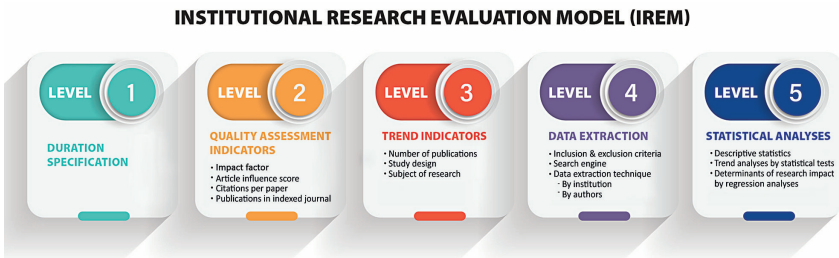 INSTITUTIONAL RESEARCH EVALUATION MODEL (IREM)
LEVEL 1
DURATION
SPECIFICATION
LEVEL 2
QUALITY ASSESSMENT
INDICATORS
• Impact factor
• Article influence score
• Citations per paper
• Publications in indexed journal
LEVEL 3
TREND INDICATORS
• Number of publications
• Study design
• Subject of research
LEVEL 4
DATA EXTRACTION
• Inclusion & exclusion criteria
• Search engine
• Data extraction technique
- By institution
- By authors
LEVEL 5
STATISTICAL ANALYSES
• Descriptive statistics
• Trend analyses by statistical tests
• Determinants of research impact
by regression analyses